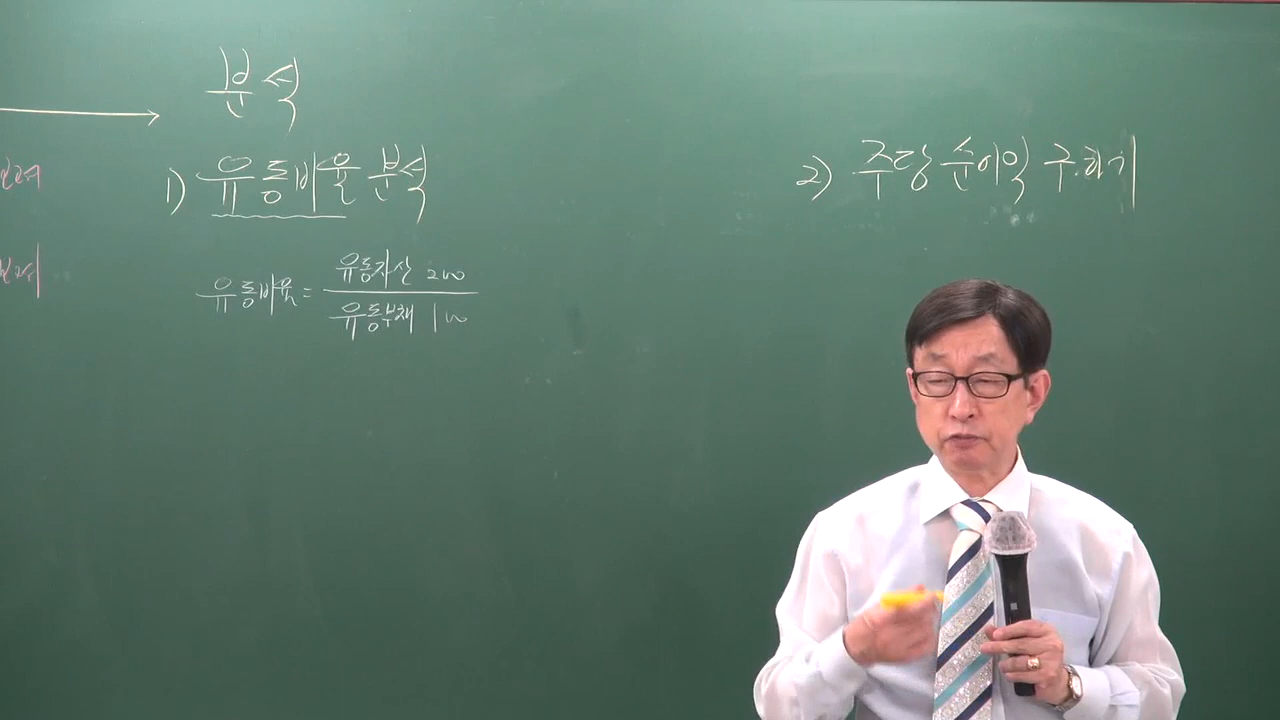 분석
1) 유동비율 분석
유동비율 = 유동자산 200
유동부채 100
2) 주당 순이익 구하기